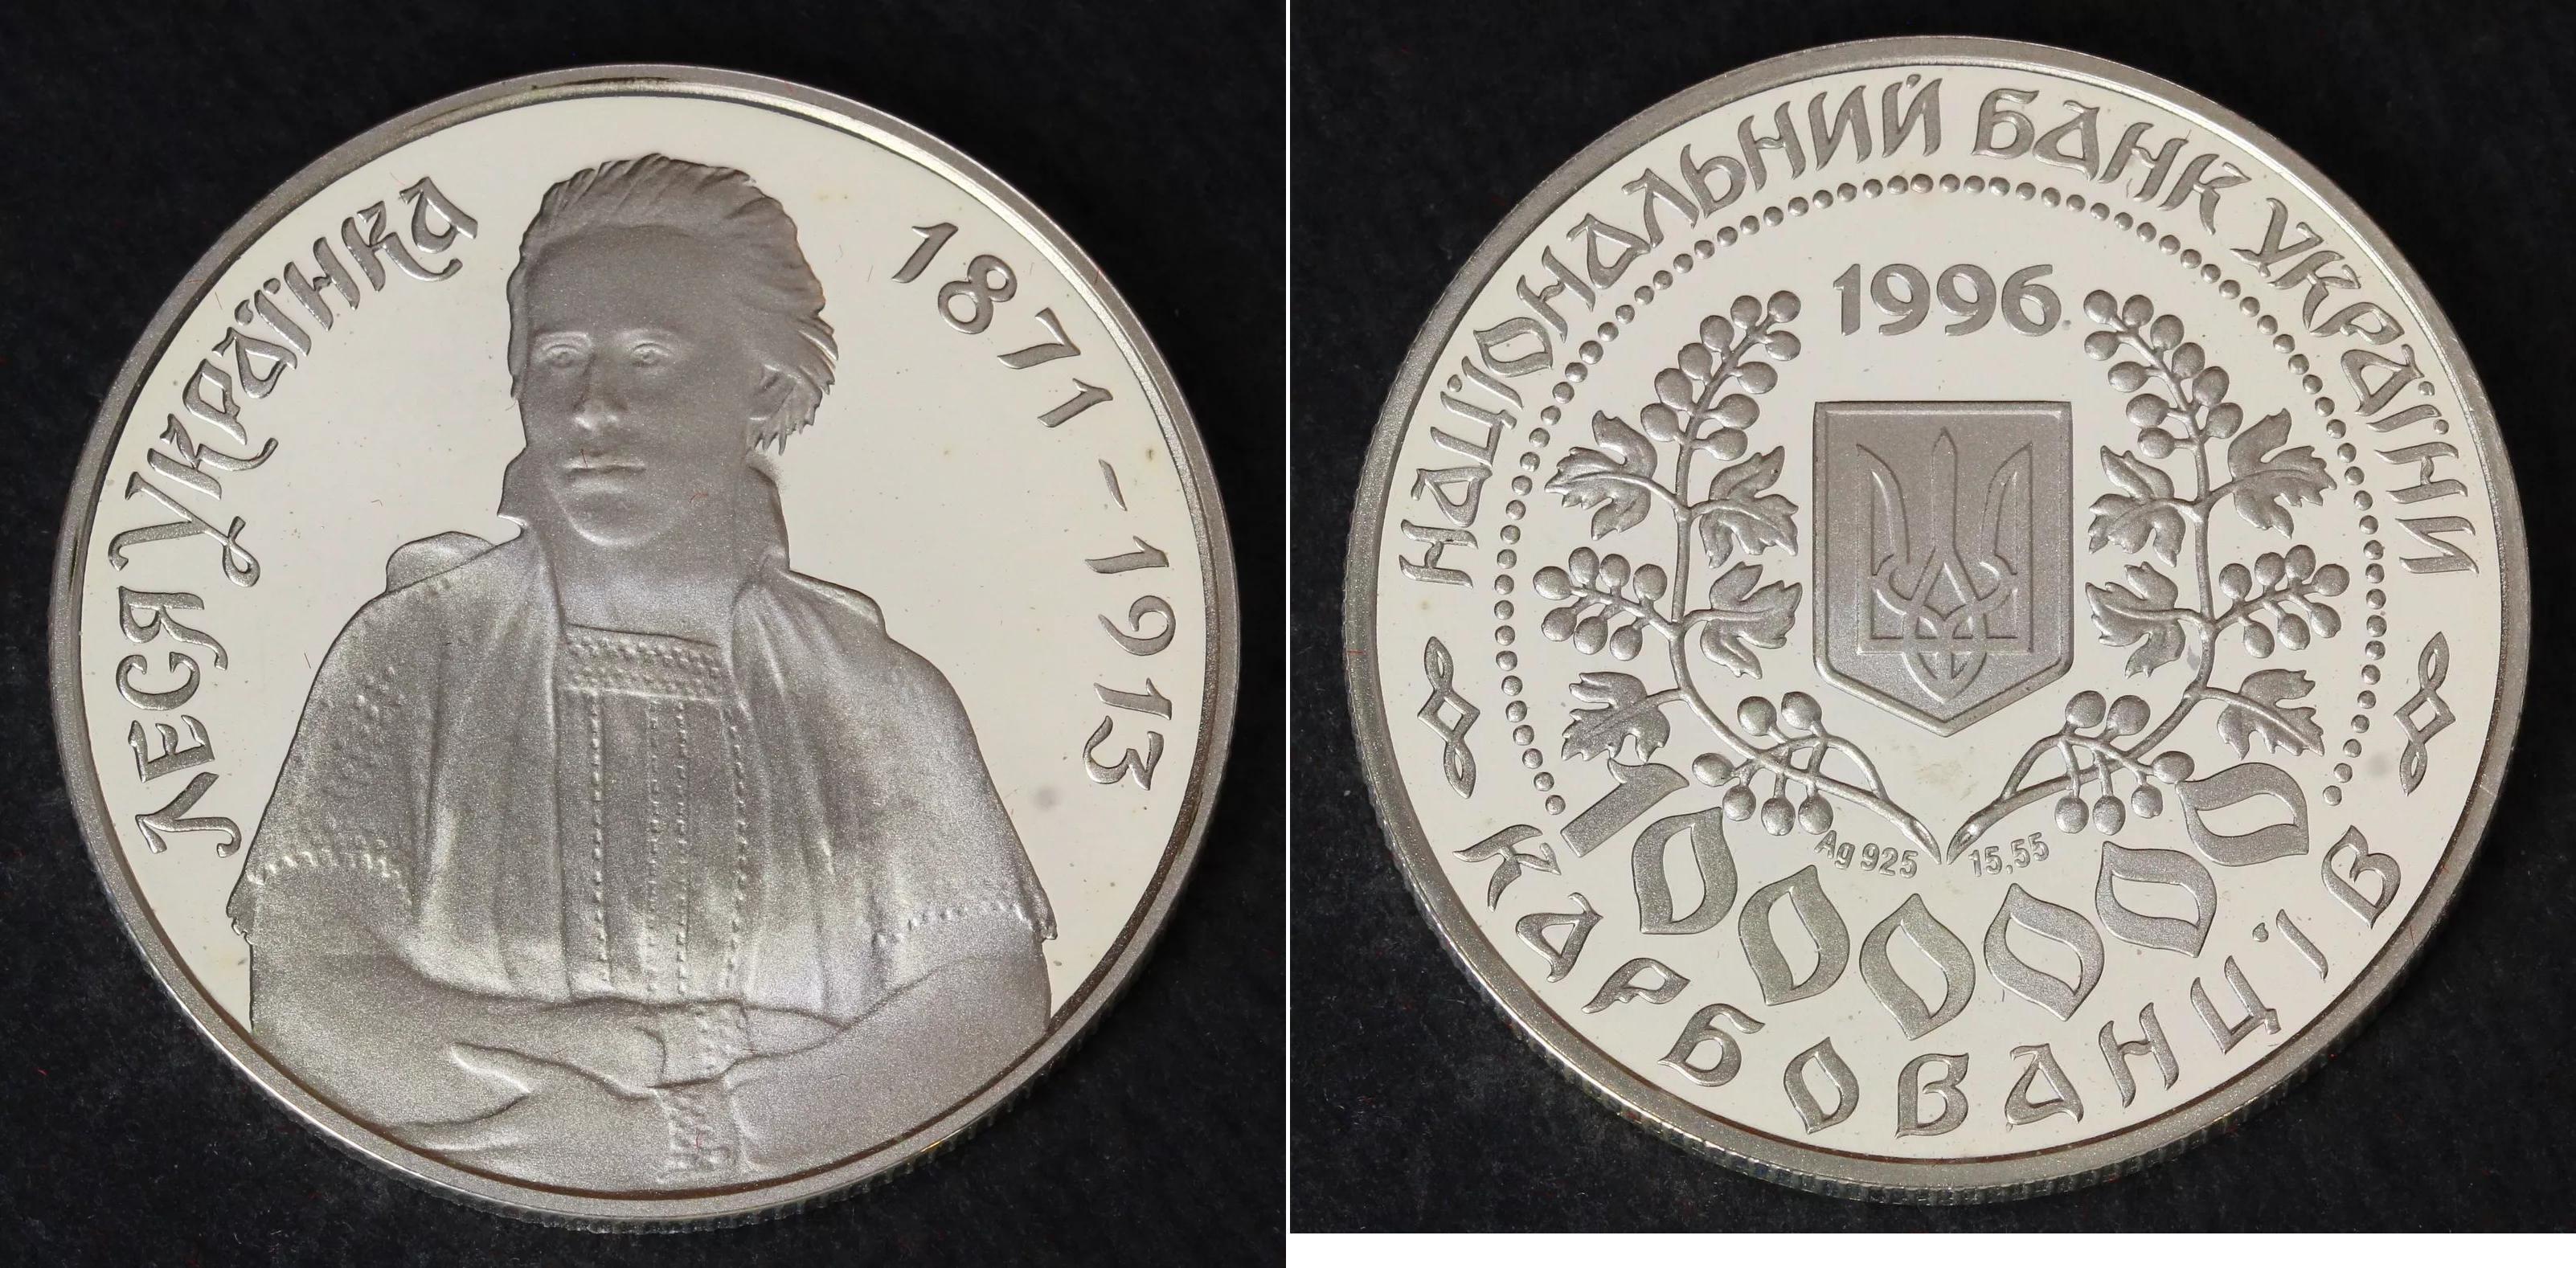 ЛЕСЯ УКРАЇНКА
1871-1913
НАЦІОНАЛЬНИЙ БАНК УКРАЇНИ
1996
Ag 925 15,55
1000000
КАРБОВАНЦІВ